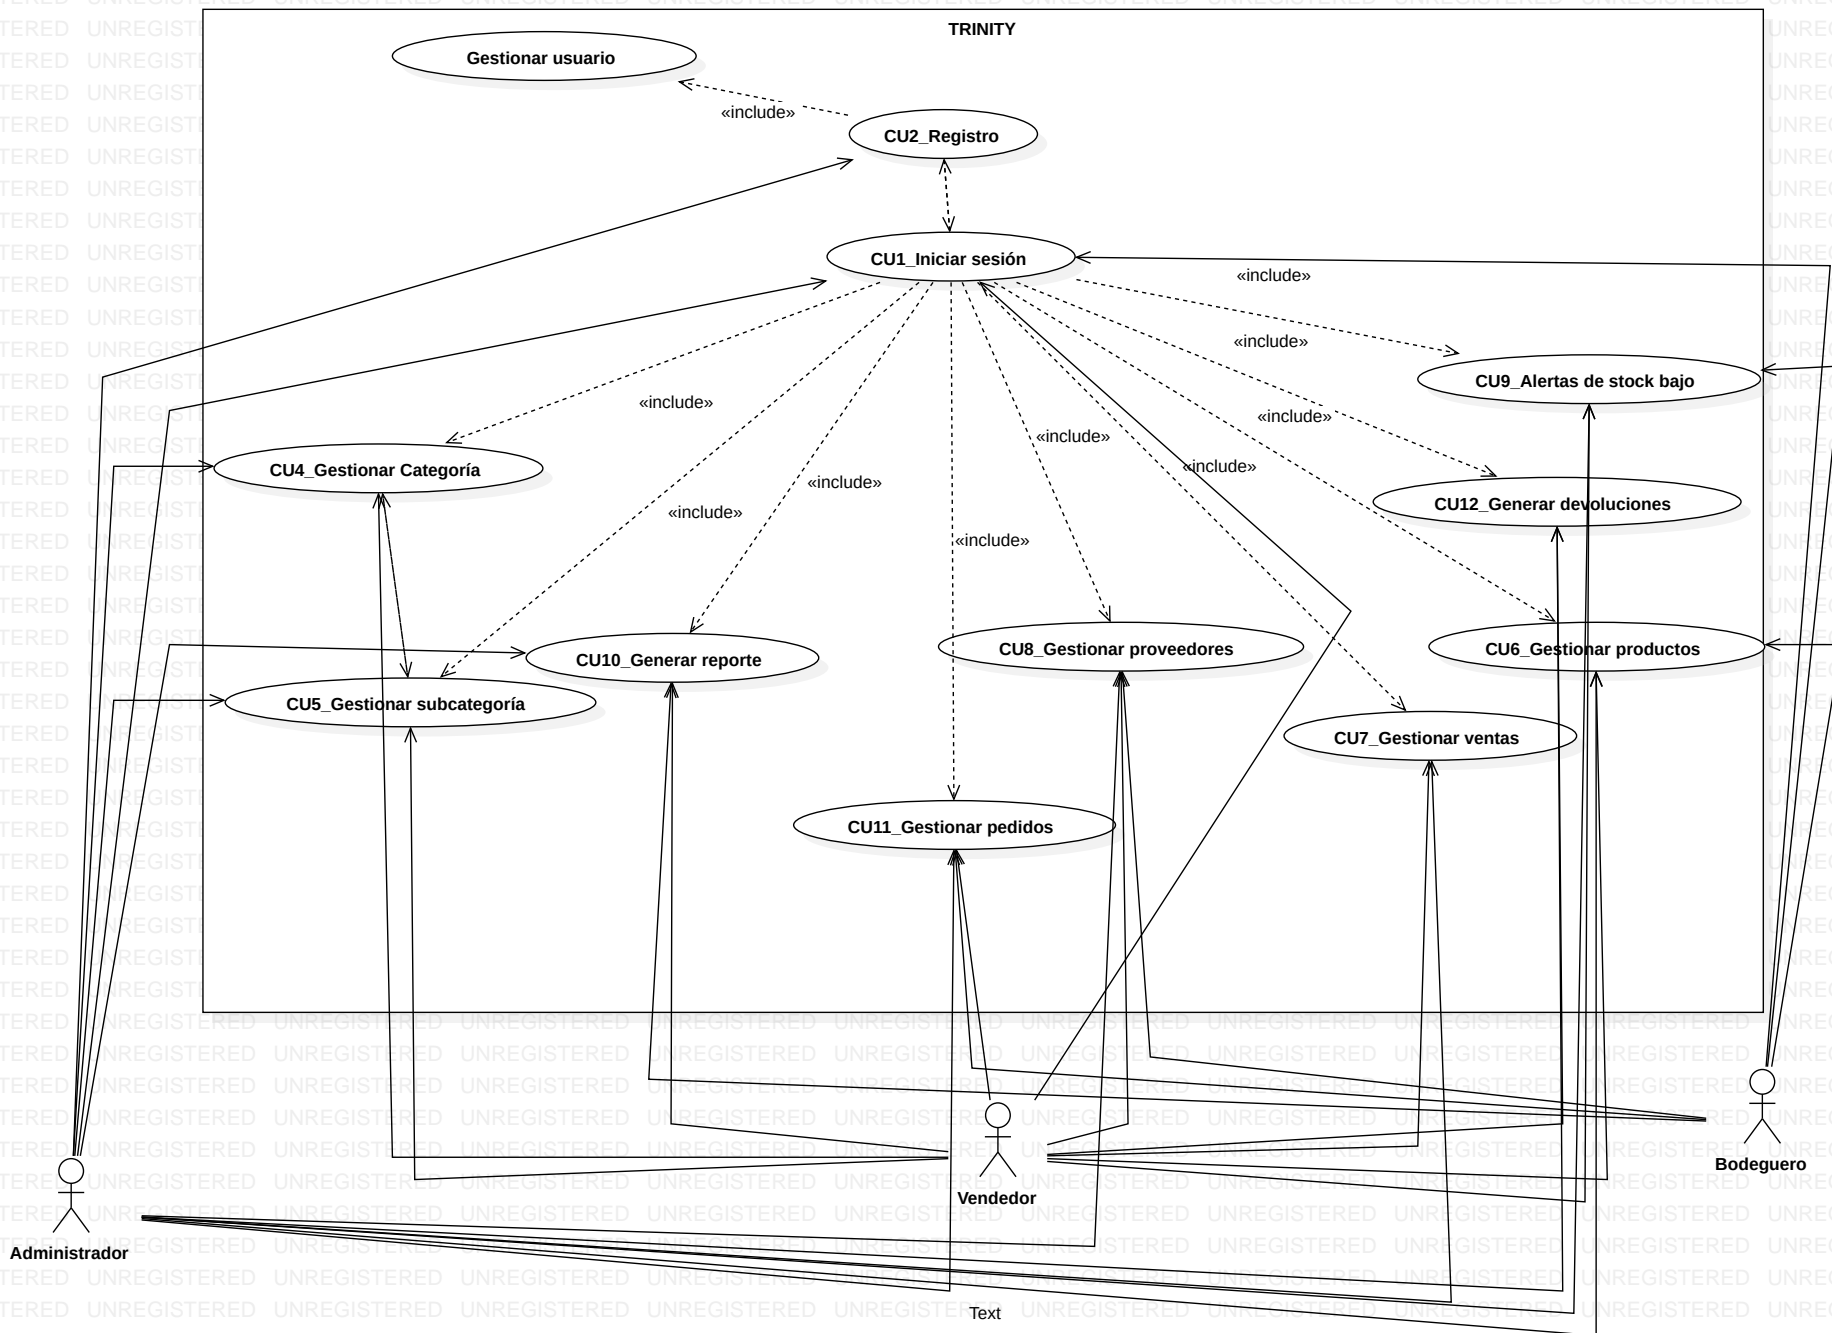 TRINITY
Gestionar usuario
«include»
CU2_Registro
CU1_Iniciar sesión
«include»
«include»
CU9_Alertas de stock bajo
«include»
«include»
«include»
CU4_Gestionar Categoría
«include»
«include»
CU12_Generar devoluciones
«include»
«include»
CU8_Gestionar proveedores
CU6_Gestionar productos
CU10_Generar reporte
CU5_Gestionar subcategoría
CU7_Gestionar ventas
CU11_Gestionar pedidos
Bodeguero
Vendedor
Administrador
Text
UNREGISTERED